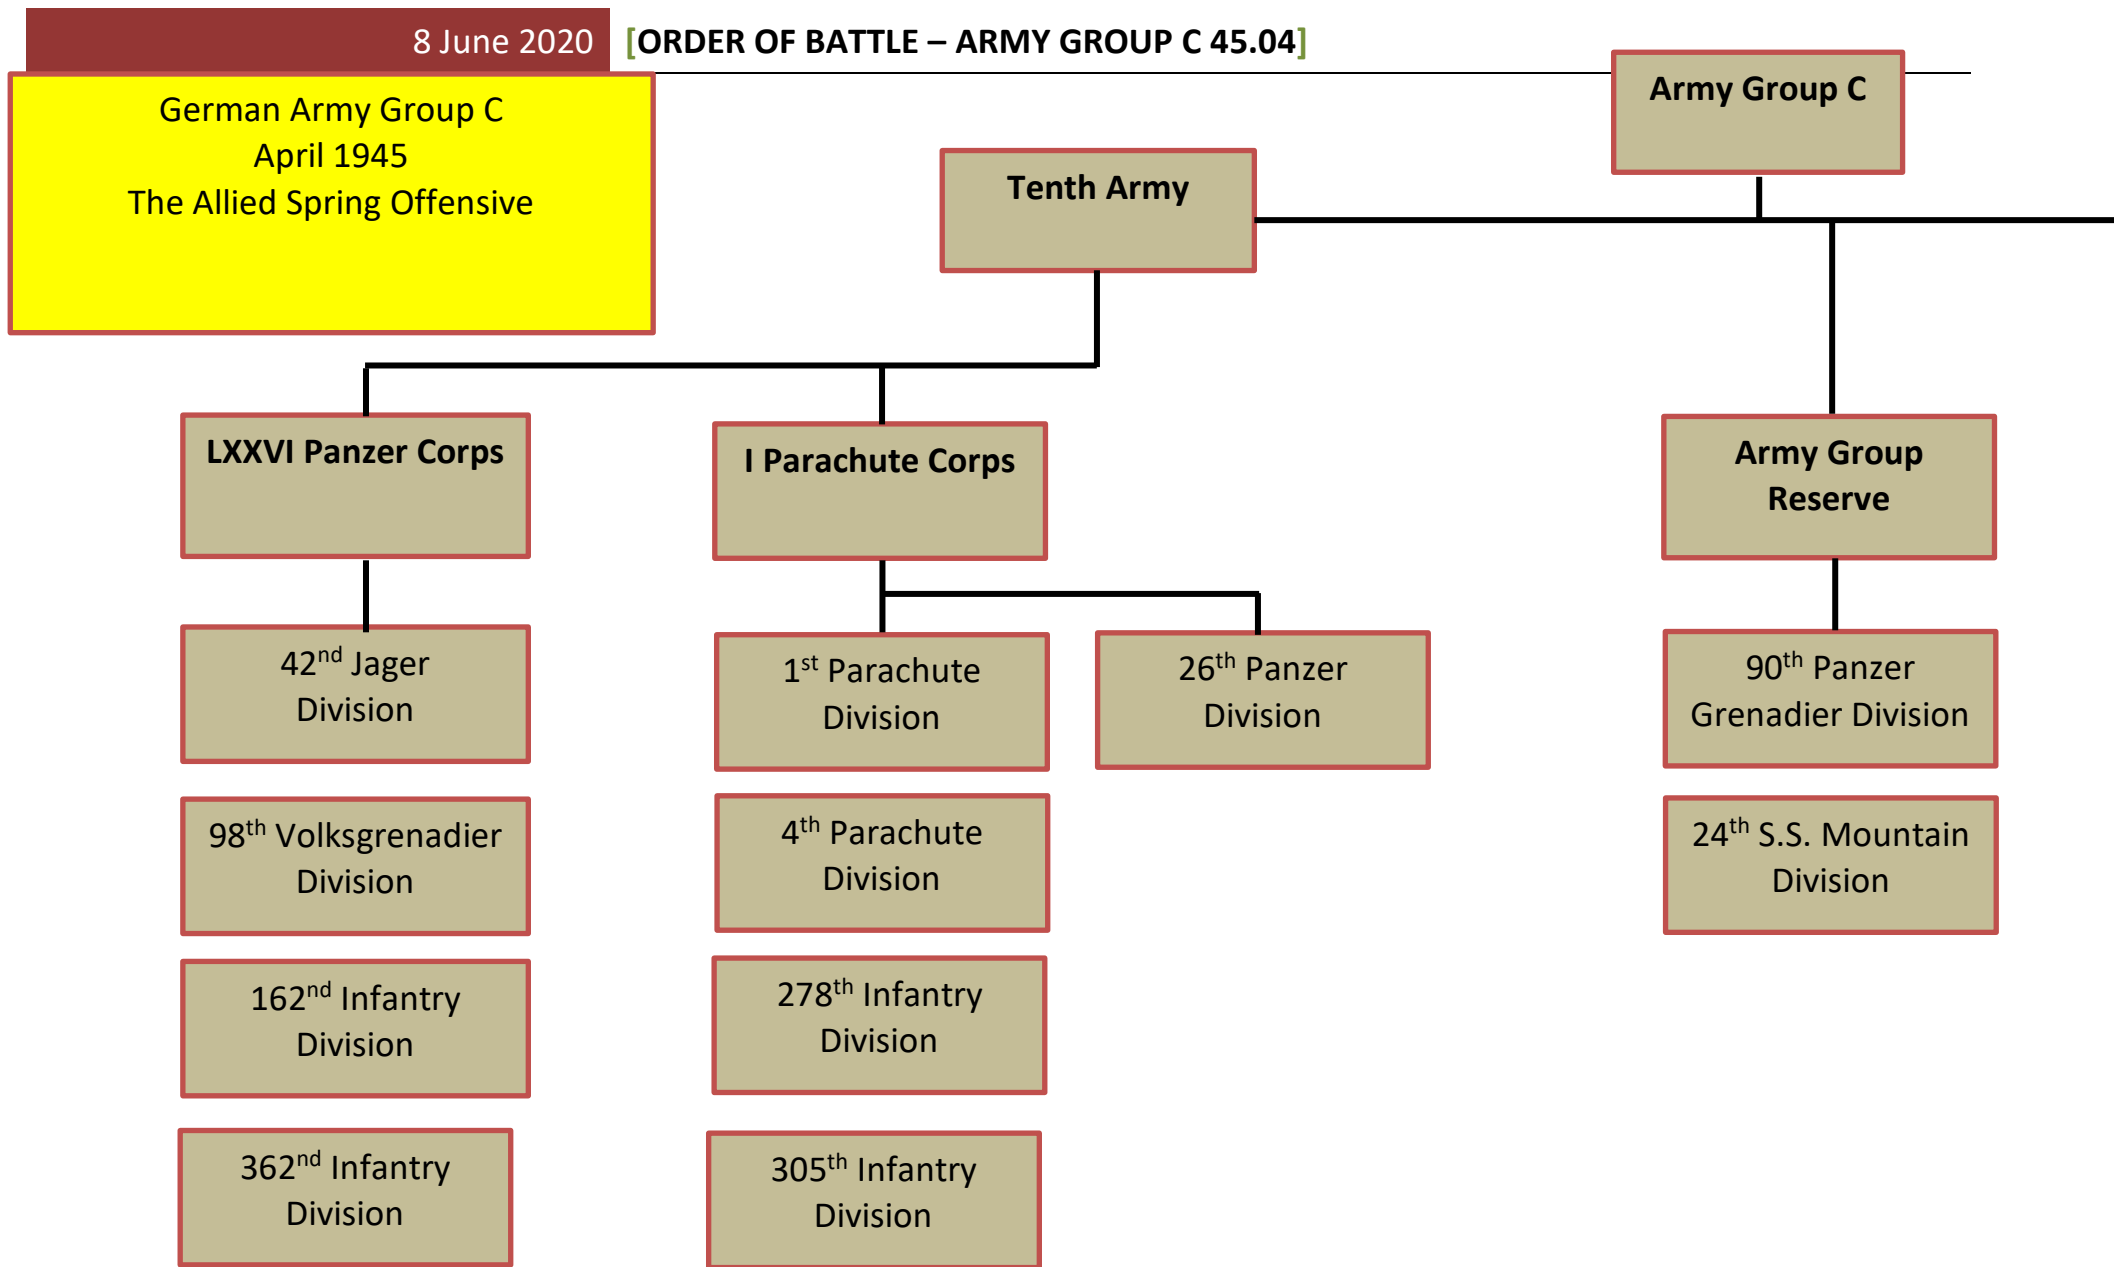 8 June 2020 [ORDER OF BATTLE – ARMY GROUP C 45.04]
German Army Group C
April 1945
The Allied Spring Offensive
Army Group C
Tenth Army
LXXVI Panzer Corps
I Parachute Corps
Army Group
Reserve
42nd Jager
Division
1st Parachute
Division
26th Panzer
Division
90th Panzer
Grenadier Division
98th Volksgrenadier
Division
4th Parachute
Division
24th S.S. Mountain
Division
162nd Infantry
Division
278th Infantry
Division
362nd Infantry
Division
305th Infantry
Division